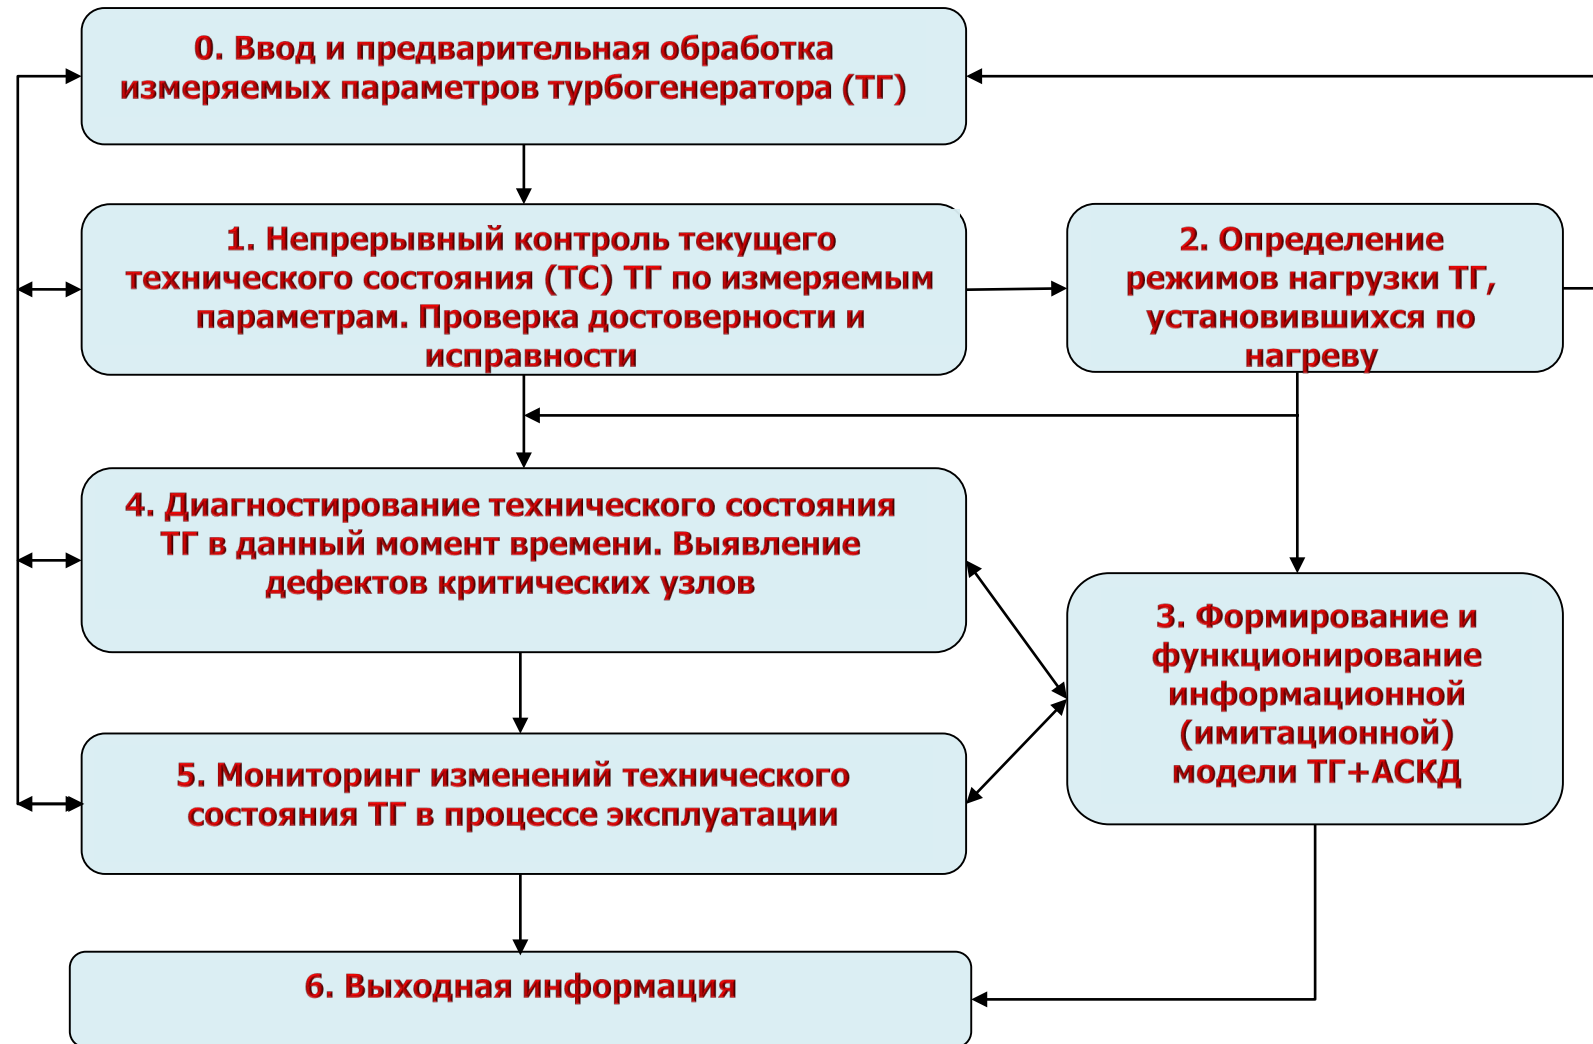 0. Ввод и предварительная обработка
измеряемых параметров турбогенератора (ТГ)
1. Непрерывный контроль текущего
технического состояния (ТС) ТГ по измеряемым
параметрам. Проверка достоверности и
исправности
2. Определение
режимов нагрузки ТГ,
установившихся по
нагреву
4. Диагностирование технического состояния
ТГ в данный момент времени. Выявление
дефектов критических узлов
3. Формирование и
функционирование
информационной
(имитационной)
модели ТГ+АСКД
5. Мониторинг изменений технического
состояния ТГ в процессе эксплуатации
6. Выходная информация